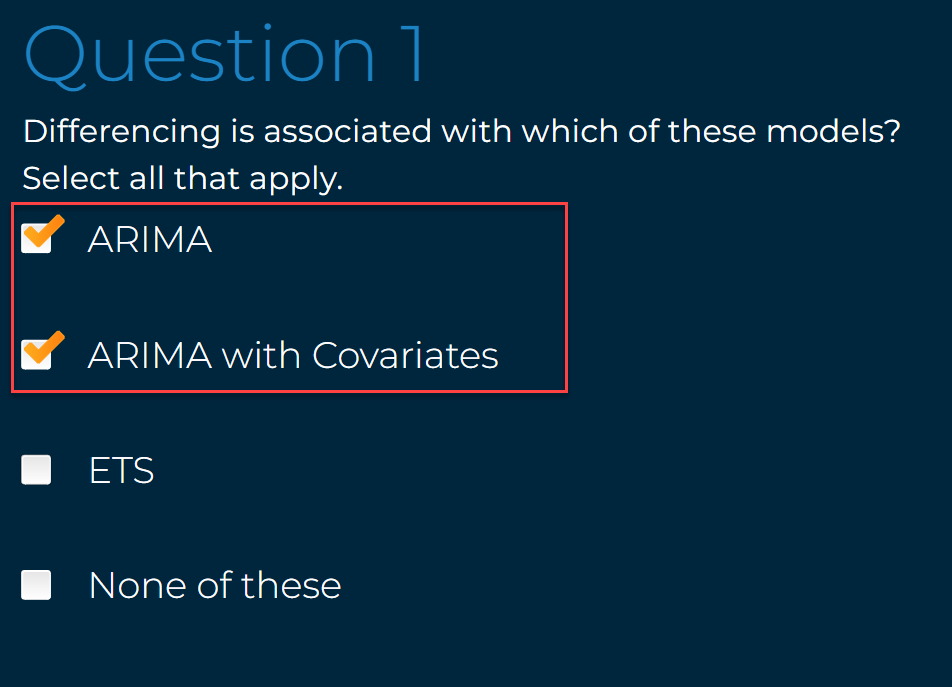 Question 1
Differencing is associated with which of these models?
Select all that apply.
ARIMA
ARIMA with Covariates
ETS
None of these